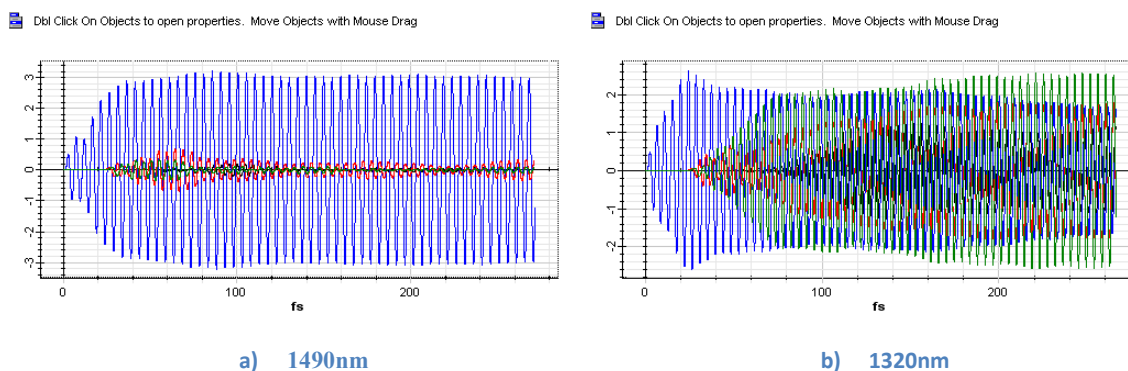 Dbl Click On Objects to open properties. Move Objects with Mouse Drag
3
2
1
0
-1
-2
-3
0 100 200
fs
a) 1490nm
Dbl Click On Objects to open properties. Move Objects with Mouse Drag
2
1
0
-1
-2
0 100 200
fs
b) 1320nm